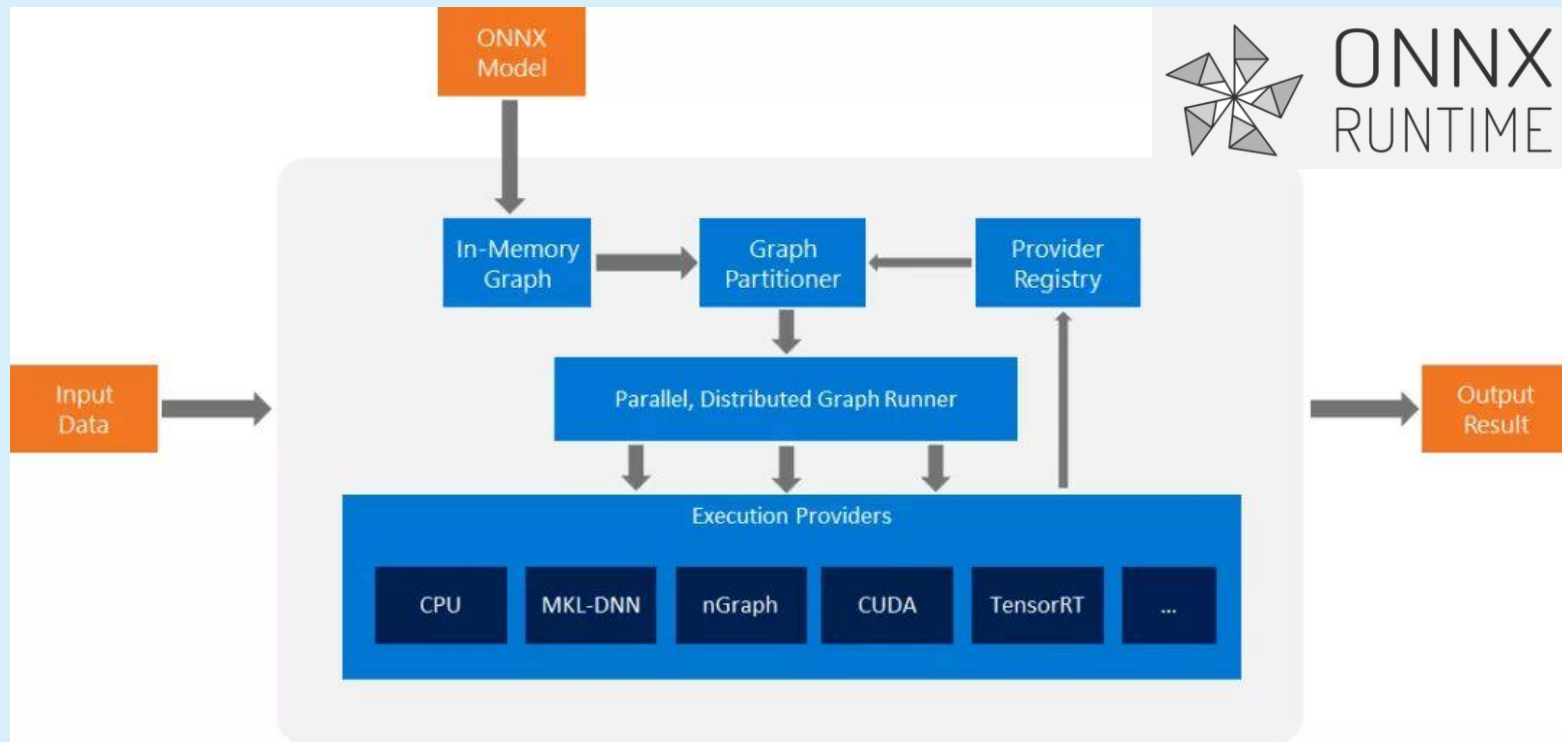 ONNX
Model
ONNX
RUNTIME
In-Memory
Graph
Graph
Partitioner
Provider
Registry
Input
Data
Parallel, Distributed Graph Runner
Output
Result
Execution Providers
CPU
MKL-DNN
nGraph
CUDA
TensorRT
...